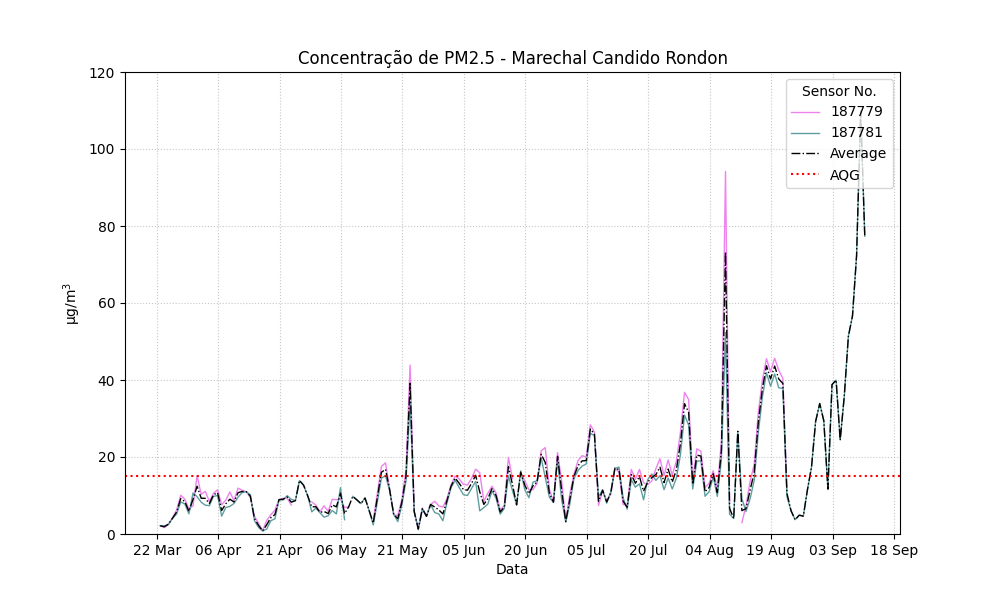 Concentração de PM2.5 - Marechal Candido Rondon
120
100
80
60
40
20
0
µg/m³
Sensor No.
187779
187781
Average
AQG
22 Mar 06 Apr 21 Apr 06 May 21 May 05 Jun 20 Jun 05 Jul 20 Jul 04 Aug 19 Aug 03 Sep 18 Sep
Data